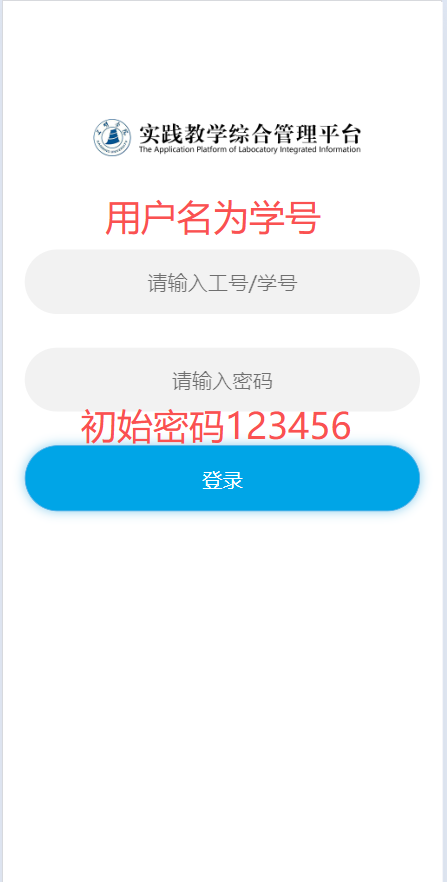 实践教学综合管理平台
The Application Platform of Labocatory Integrated Information
用户名为学号
请输入工号/学号
请输入密码
初始密码123456
登录